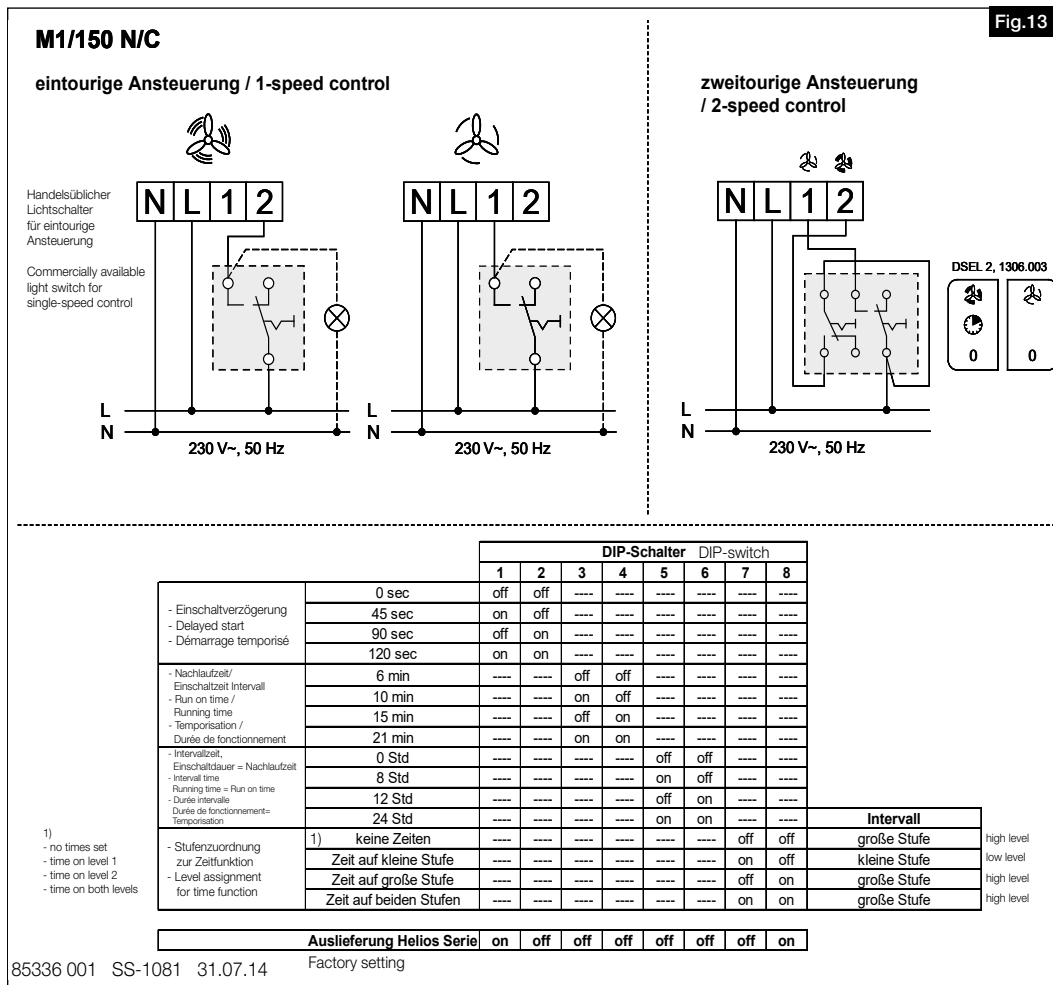 Fig.13
M1/150 N/C
eintourige Ansteuerung / 1-speed control
zweitourige Ansteuerung
/ 2-speed control
Handelsüblicher
Lichtschalter
für eintourige
Ansteuerung
Commercially available
light switch for
single-speed control
N L 1 2
L
N
230 V~, 50 Hz
N L 1 2
L
N
230 V~, 50 Hz
N L 1 2
L
N
230 V~, 50 Hz
DSEL 2, 1306.003
0 0
DIP-Schalter DIP-switch
1 2 3 4 5 6 7 8
- Einschaltverzögerung
- Delayed start
- Démarrage temporisé
0 sec off off ---- ---- ---- ---- ---- ----
45 sec on off ---- ---- ---- ---- ---- ----
90 sec off on ---- ---- ---- ---- ---- ----
120 sec on on ---- ---- ---- ---- ---- ----
- Nachlaufzeit/
Einschaltzeit Intervall
- Run on time /
Running time
- Temporisation /
Durée de fonctionnement
6 min ---- ---- off off ---- ---- ---- ----
10 min ---- ---- on off ---- ---- ---- ----
15 min ---- ---- off on ---- ---- ---- ----
21 min ---- ---- on on ---- ---- ---- ----
- Intervallzeit,
Einschaltdauer = Nachlaufzeit
- Intervall time
Running time = Run on time
- Durée intervalle
Durée de fonctionnement=
Temporisation
0 Std ---- ---- ---- ---- off off ---- ----
8 Std ---- ---- ---- ---- on off ---- ----
12 Std ---- ---- ---- ---- off on ---- ----
24 Std ---- ---- ---- ---- on on ---- ---- Intervall
1)
- no times set
- time on level 1
- time on level 2
- time on both levels
- Stufenzuordnung
zur Zeitfunktion
- Level assignment
for time function
1) keine Zeiten ---- ---- ---- ---- ---- ---- off off große Stufe high level
Zeit auf kleine Stufe ---- ---- ---- ---- ---- ---- on off kleine Stufe low level
Zeit auf große Stufe ---- ---- ---- ---- ---- ---- off on große Stufe high level
Zeit auf beiden Stufen ---- ---- ---- ---- ---- ---- on on große Stufe high level
Auslieferung Helios Serie on off off off off off off on
Factory setting
85336 001 SS-1081 31.07.14